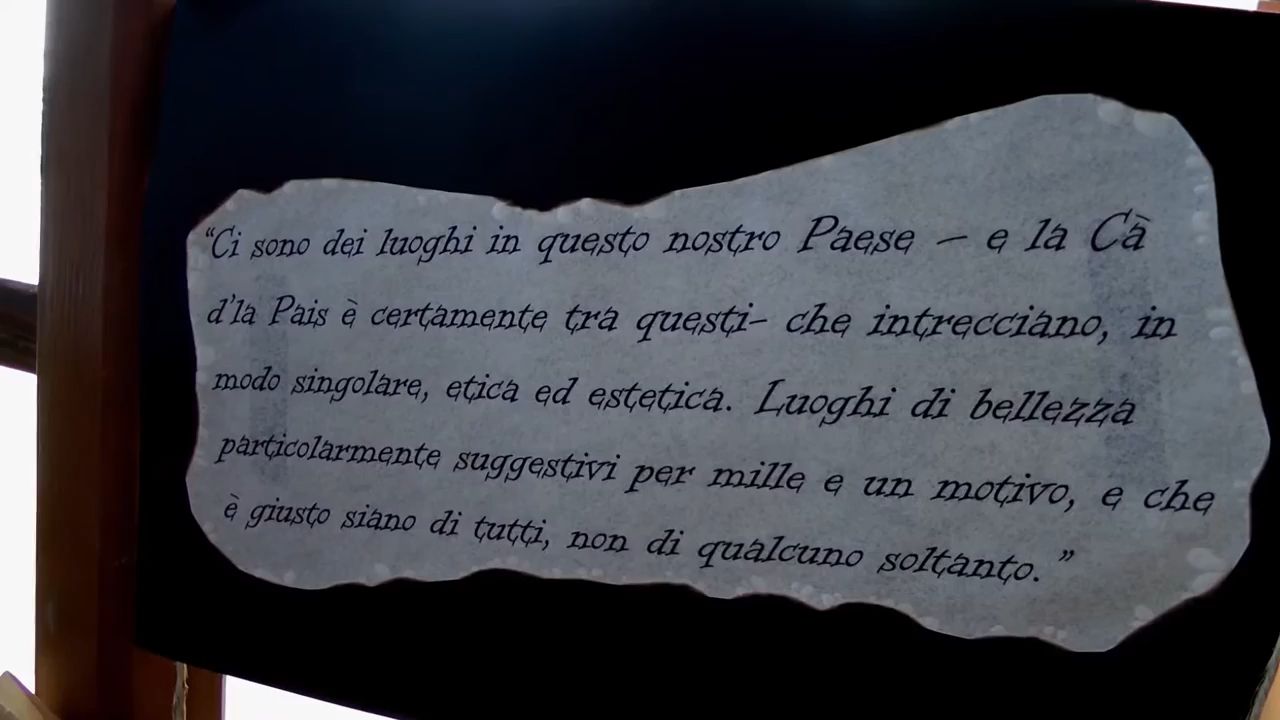 “Ci sono dei luoghi in questo nostro Paese – e la Cà
d'la Pais è certamente tra questi- che intrecciano, in
modo singolare, etica ed estetica. Luoghi di bellezza
particolarmente suggestivi per mille e un motivo, e che
è giusto siano di tutti, non di qualcuno soltanto. ”